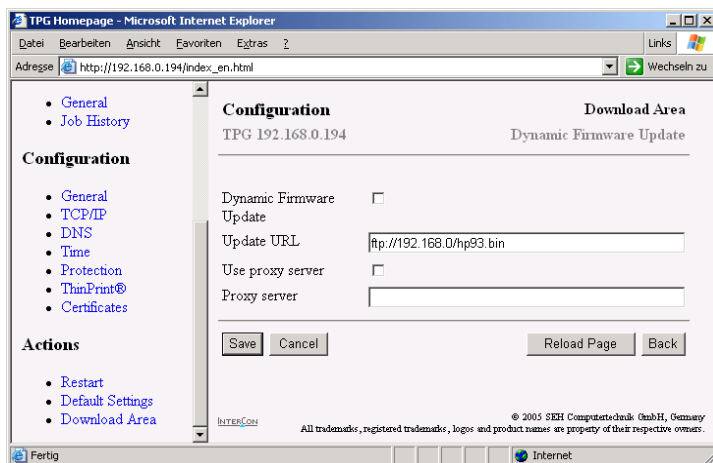 TPG Homepage - Microsoft Internet Explorer
Datei Bearbeiten Ansicht Favoriten Extras ? Links
Adresse http://192.168.0.194/index_en.html Wechseln zu
General
Job History
Configuration
General
TCP/IP
DNS
Time
Protection
ThinPrint®
Certificates
Actions
Restart
Default Settings
Download Area
Configuration Download Area
TPG 192.168.0.194 Dynamic Firmware Update
Dynamic Firmware
Update
Update URL ftp://192.168.0/hp93.bin
Use proxy server
Proxy server
Save Cancel Reload Page Back
INTERCON © 2005 SEH Computertechnik GmbH, Germany
All trademarks, registered trademarks, logos and product names are property of their respective owners.
Fertig Internet